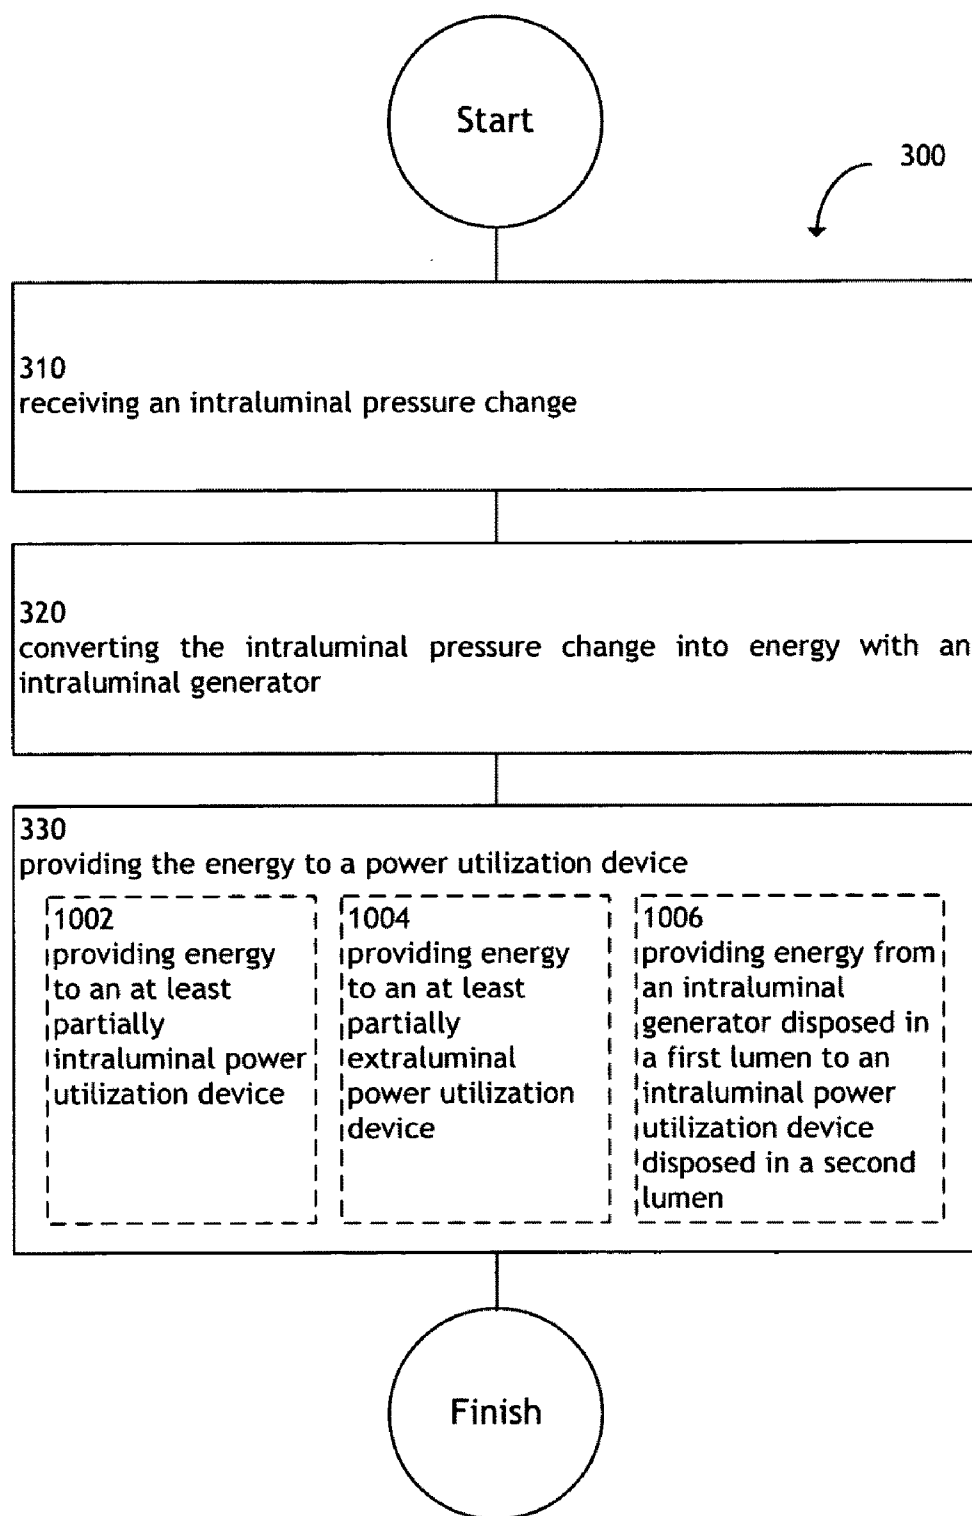 Start
300
310
receiving an intraluminal pressure change
320
converting the intraluminal pressure change into energy with an
intraluminal generator
330
providing the energy to a power utilization device
1002
providing energy
to an at least
partially
intraluminal power
utilization device
1004
providing energy
to an at least
partially
extraluminal
power utilization
device
1006
providing energy from
an intraluminal
generator disposed in
a first lumen to an
intraluminal power
utilization device
disposed in a second
lumen
Finish